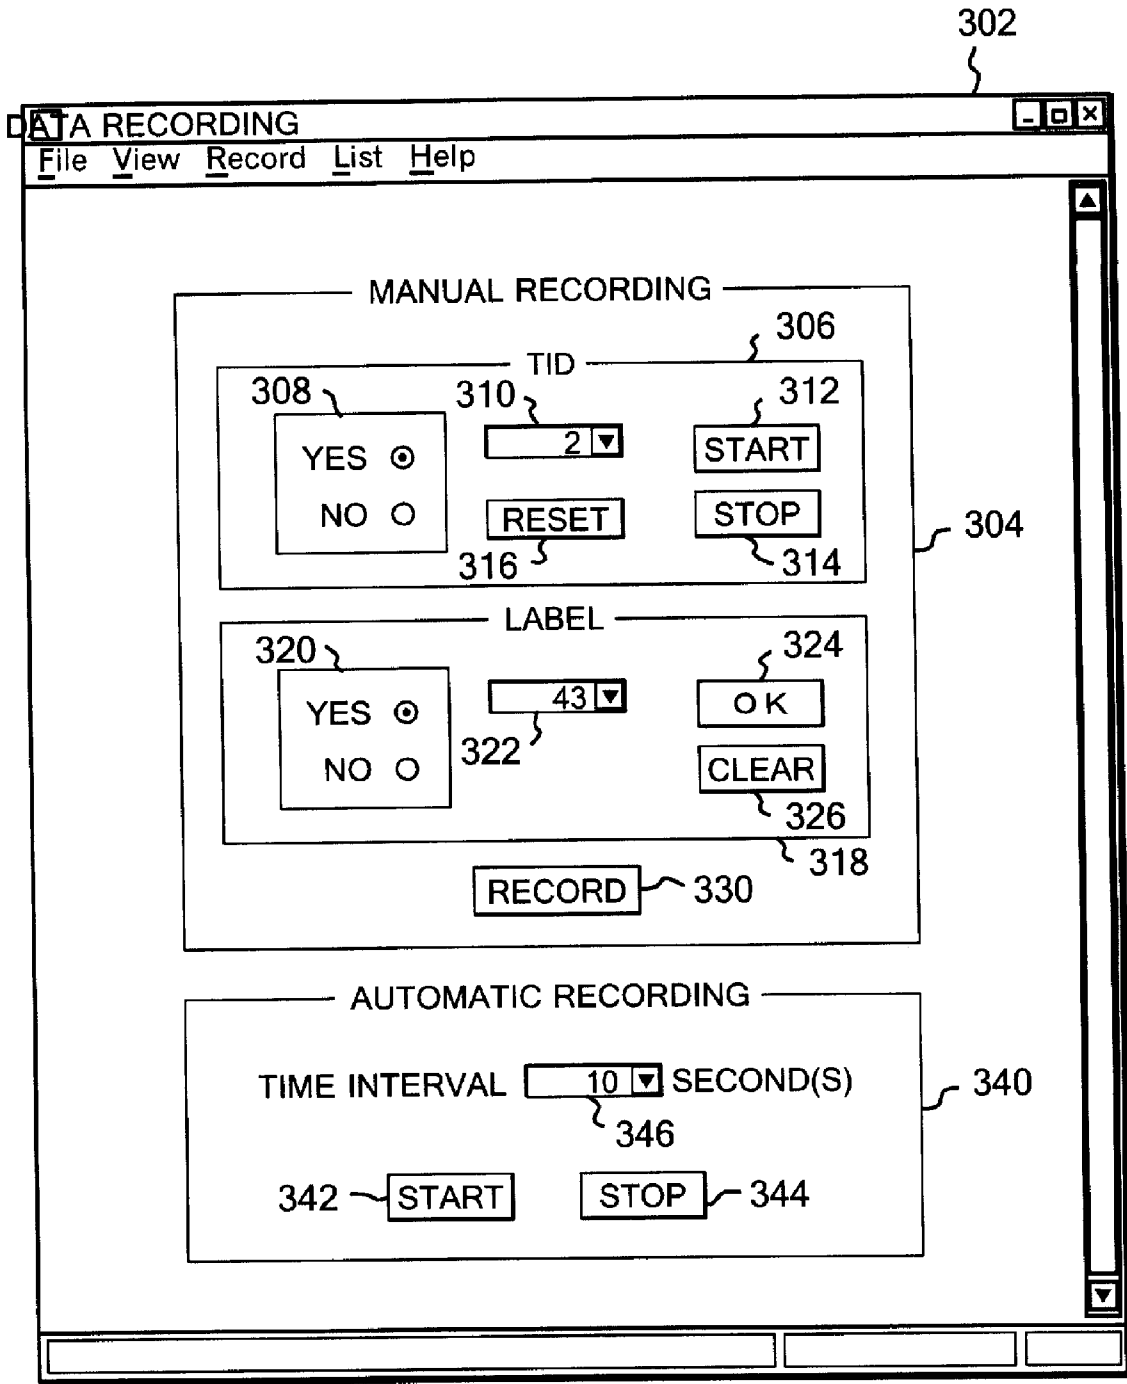 302
DATA RECORDING
File View Record List Help
MANUAL RECORDING
306
TID
308 310 312
YES 2 START
NO RESET STOP
304
316 314
LABEL
320 324
YES 43 OK
322
NO CLEAR
326
318
RECORD 330
AUTOMATIC RECORDING
TIME INTERVAL 10 SECOND(S) 340
346
342 START STOP 344